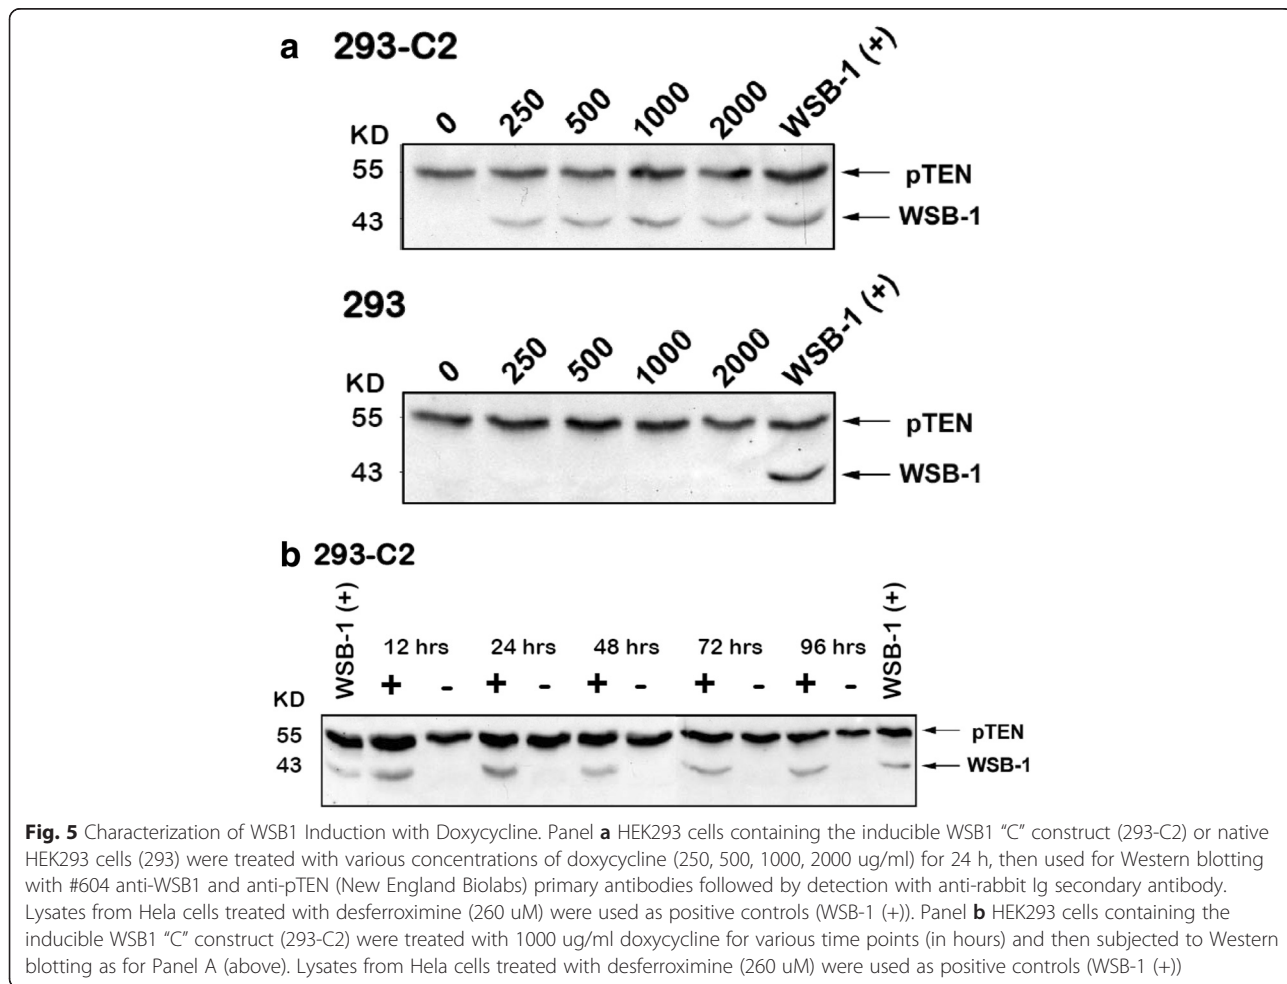 a 293-C2
0 250 500 1000 2000 WSB-1 (+)
KD
55 pTEN
43 WSB-1
293
0 250 500 1000 2000 WSB-1 (+)
KD
55 pTEN
43 WSB-1
b 293-C2
WSB-1 (+) 12 hrs 24 hrs 48 hrs 72 hrs 96 hrs WSB-1 (+)
+ - + - + - + - + -
KD
55 pTEN
43 WSB-1
Fig. 5 Characterization of WSB1 Induction with Doxycycline. Panel a HEK293 cells containing the inducible WSB1 “C” construct (293-C2) or native
HEK293 cells (293) were treated with various concentrations of doxycycline (250, 500, 1000, 2000 ug/ml) for 24 h, then used for Western blotting
with #604 anti-WSB1 and anti-pTEN (New England Biolabs) primary antibodies followed by detection with anti-rabbit Ig secondary antibody.
Lysates from Hela cells treated with desferroximine (260 uM) were used as positive controls (WSB-1 (+)). Panel b HEK293 cells containing the
inducible WSB1 “C” construct (293-C2) were treated with 1000 ug/ml doxycycline for various time points (in hours) and then subjected to Western
blotting as for Panel A (above). Lysates from Hela cells treated with desferroximine (260 uM) were used as positive controls (WSB-1 (+))